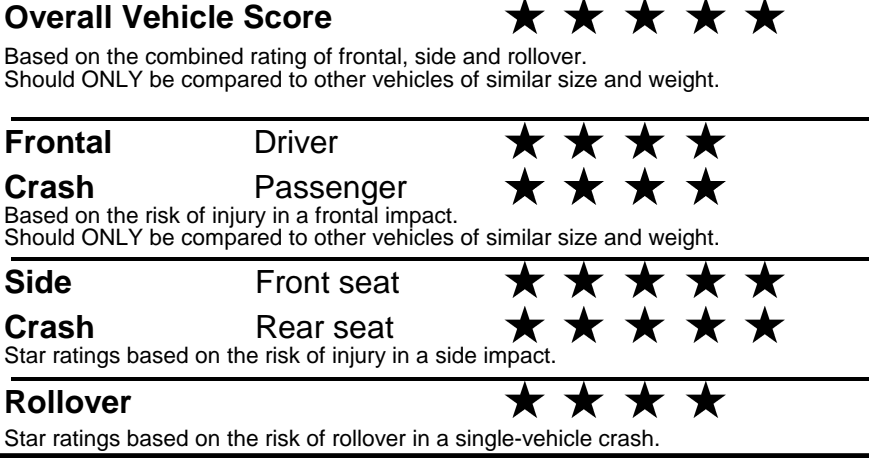 Overall Vehicle Score ★ ★ ★ ★ ★
Based on the combined rating of frontal, side and rollover.
Should ONLY be compared to other vehicles of similar size and weight.
Frontal Driver ★ ★ ★ ★
Crash Passenger ★ ★ ★ ★
Based on the risk of injury in a frontal impact.
Should ONLY be compared to other vehicles of similar size and weight.
Side Front seat ★ ★ ★ ★ ★
Crash Rear seat ★ ★ ★ ★ ★
Star ratings based on the risk of injury in a side impact.
Rollover ★ ★ ★ ★
Star ratings based on the risk of rollover in a single-vehicle crash.